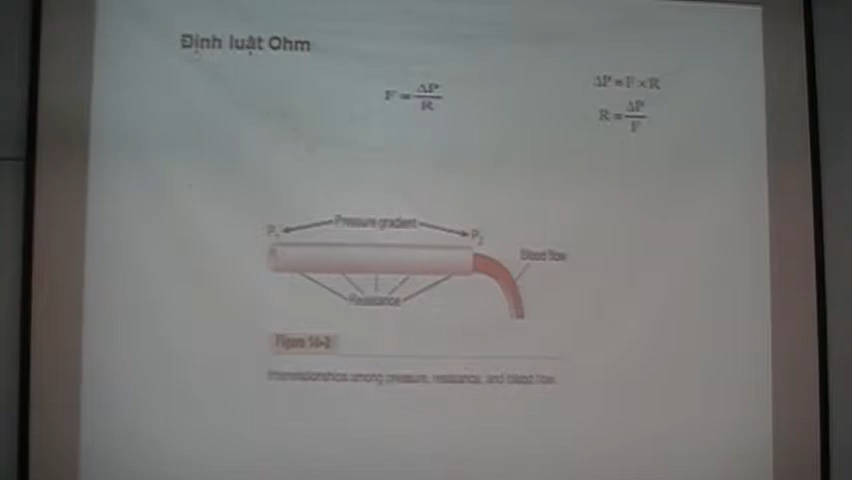 Định luật Ohm
F = ΔP / R
ΔP = F × R
R = ΔP / F
Pressure gradient
P₁
P₂
Blood flow
Resistance
Figure 14-3
Interrelationships among pressure, resistance, and blood flow.